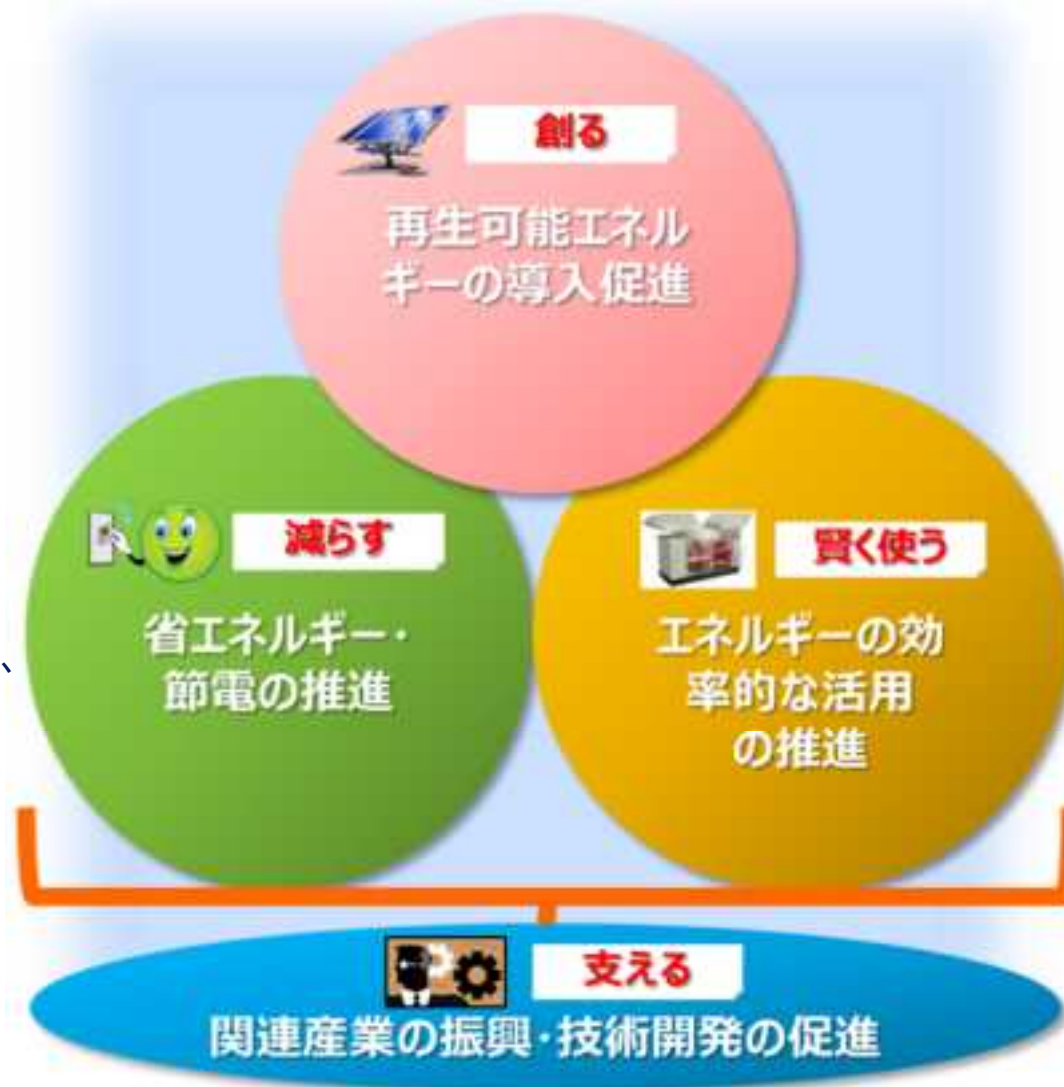 創る
再生可能エネル
ギーの導入促進
減らす
省エネルギー・
節電の推進
、
賢く使う
エネルギーの効
率的な活用
の推進
支える
関連産業の振興・技術開発の促進